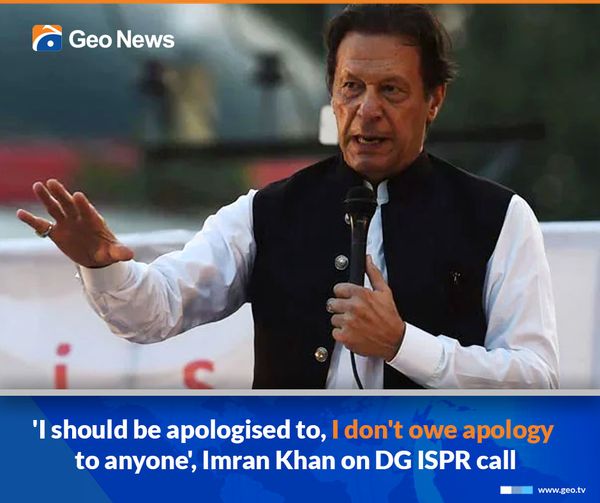 Geo News
i s
'I should be apologised to, I don't owe apology
to anyone', Imran Khan on DG ISPR call
www.geo.tv